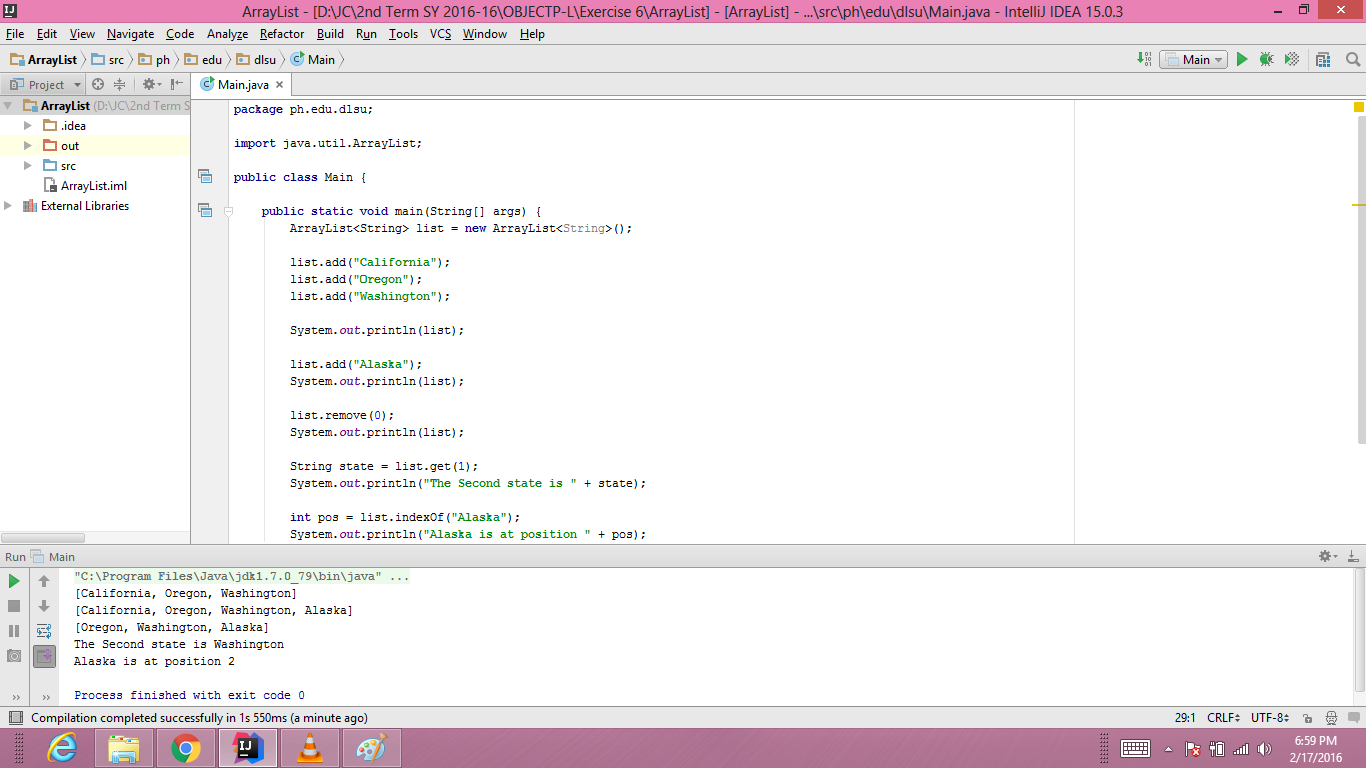 ArrayList - [D:\JC\2nd Term SY 2016-16\OBJECTP-L\Exercise 6\ArrayList] - [ArrayList] - ...\src\ph\edu\dlsu\Main.java - IntelliJ IDEA 15.0.3
File Edit View Navigate Code Analyze Refactor Build Run Tools VCS Window Help
ArrayList src ph edu dlsu Main
Main
Project
Main.java
ArrayList (D:\JC\2nd Term S
.idea
out
src
ArrayList.iml
External Libraries
package ph.edu.dlsu;
import java.util.ArrayList;
public class Main {
public static void main(String[] args) {
ArrayList<String> list = new ArrayList<String>();
list.add("California");
list.add("Oregon");
list.add("Washington");
System.out.println(list);
list.add("Alaska");
System.out.println(list);
list.remove(0);
System.out.println(list);
String state = list.get(1);
System.out.println("The Second state is " + state);
int pos = list.indexOf("Alaska");
System.out.println("Alaska is at position " + pos);
Run Main
"C:\Program Files\Java\jdk1.7.0_79\bin\java" ...
[California, Oregon, Washington]
[California, Oregon, Washington, Alaska]
[Oregon, Washington, Alaska]
The Second state is Washington
Alaska is at position 2
Process finished with exit code 0
Compilation completed successfully in 1s 550ms (a minute ago)
29:1 CRLF UTF-8
6:59 PM
2/17/2016